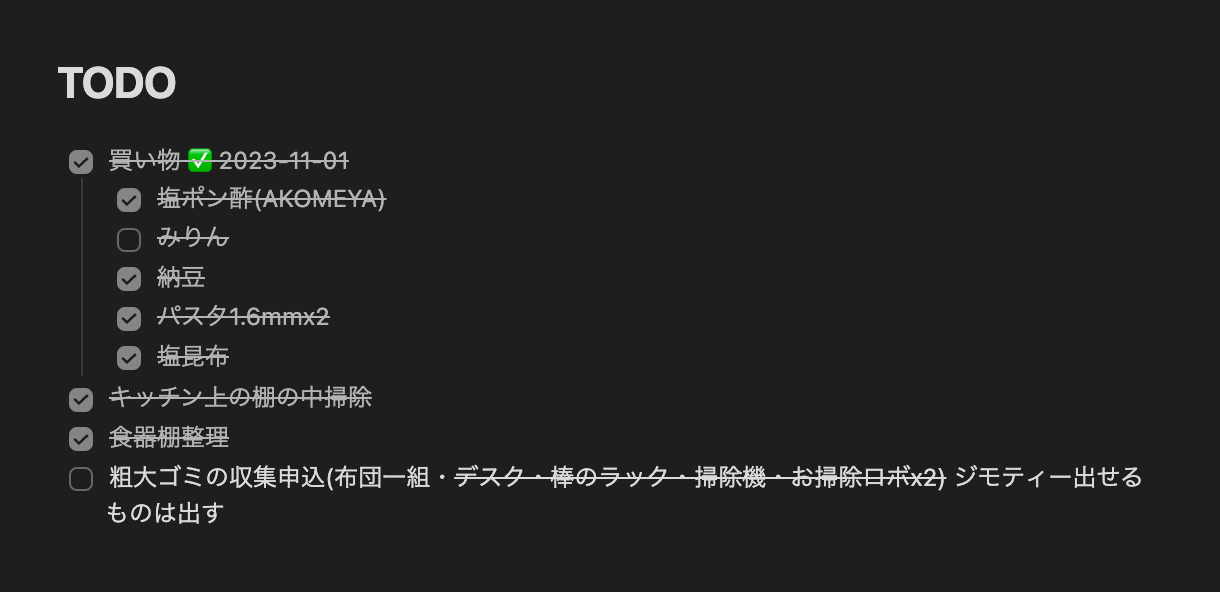 TODO
買い物 ✅ 2023-11-01
塩ポン酢(AKOMEYA)
みりん
納豆
パスタ1.6mmx2
塩昆布
キッチン上の棚の中掃除
食器棚整理
粗大ゴミの収集申込(布団一組・デスク・棒のラック・掃除機・お掃除ロボx2) ジモティー出せる
ものは出す